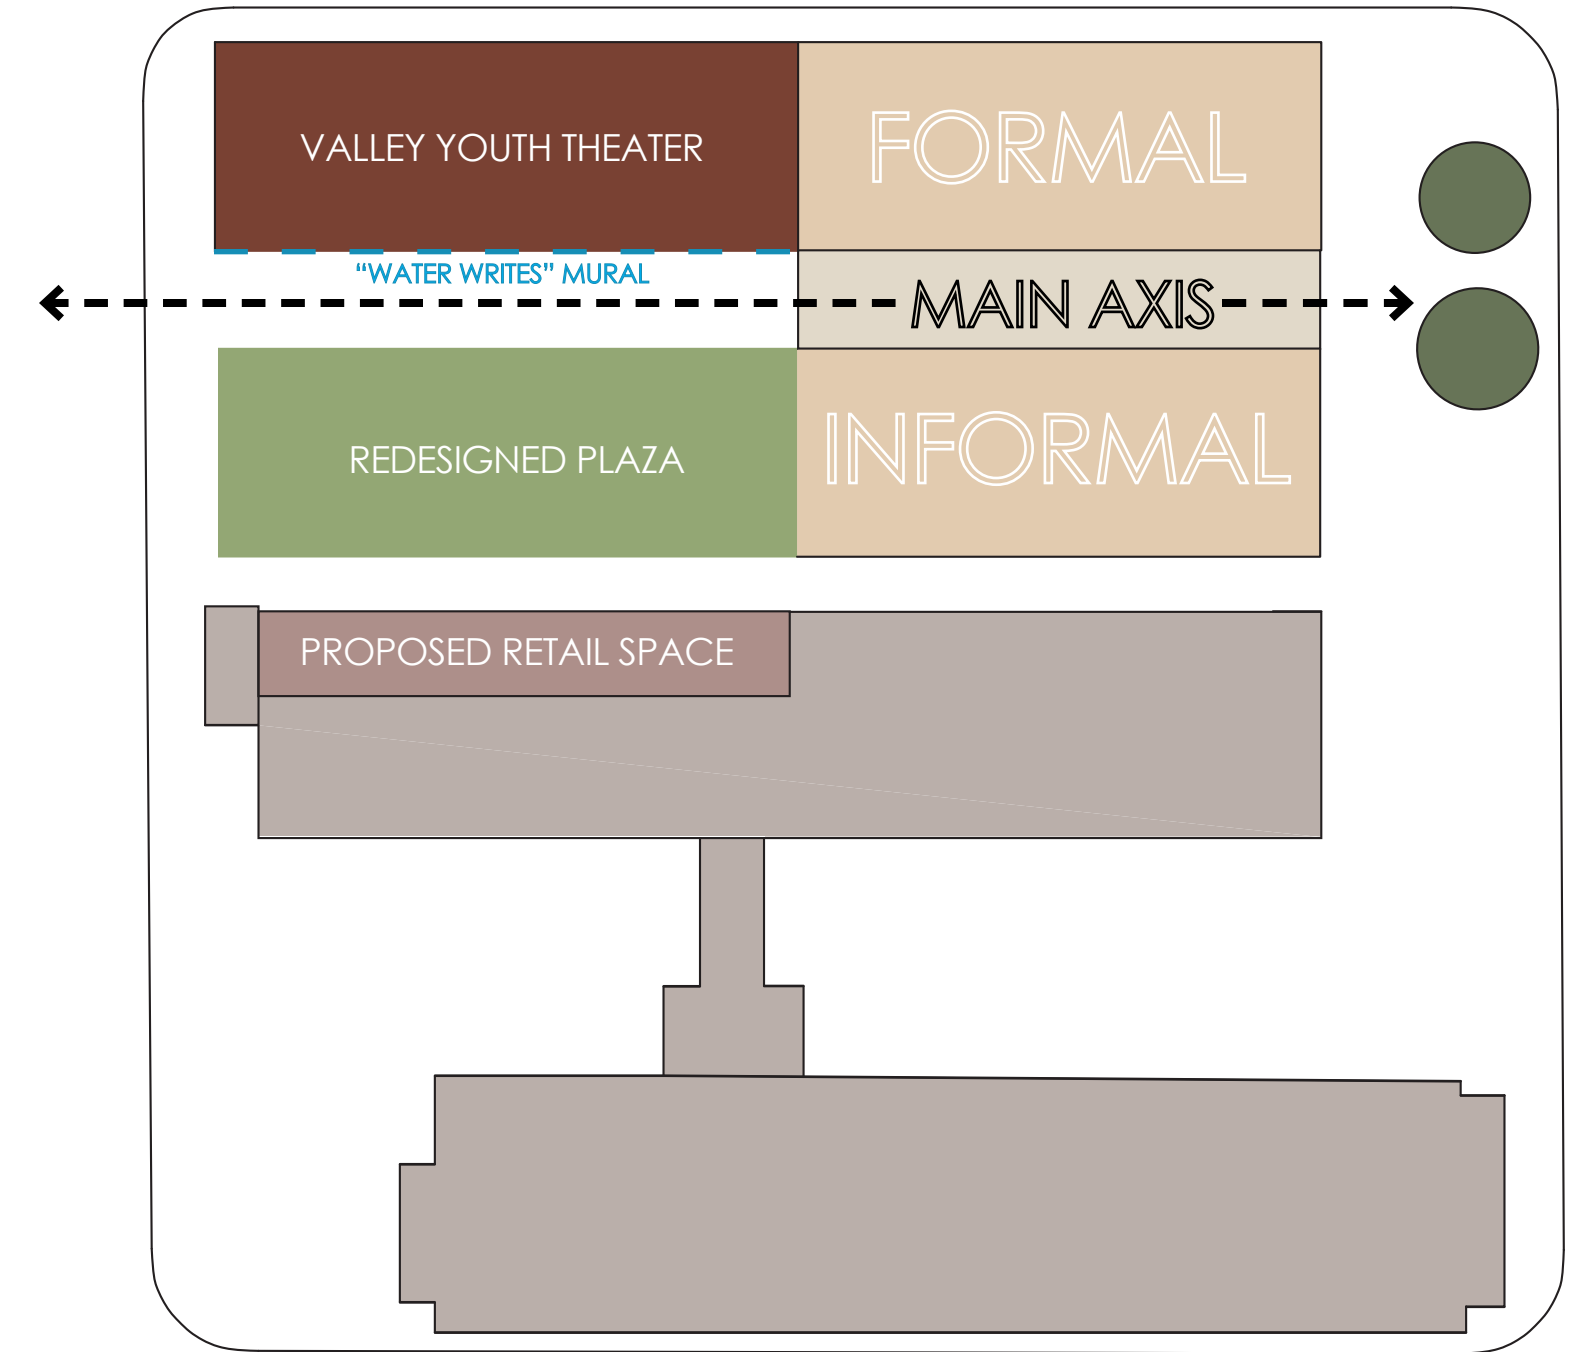 VALLEY YOUTH THEATER
FORMAL
“WATER WRITES” MURAL
MAIN AXIS
REDESIGNED PLAZA
INFORMAL
PROPOSED RETAIL SPACE